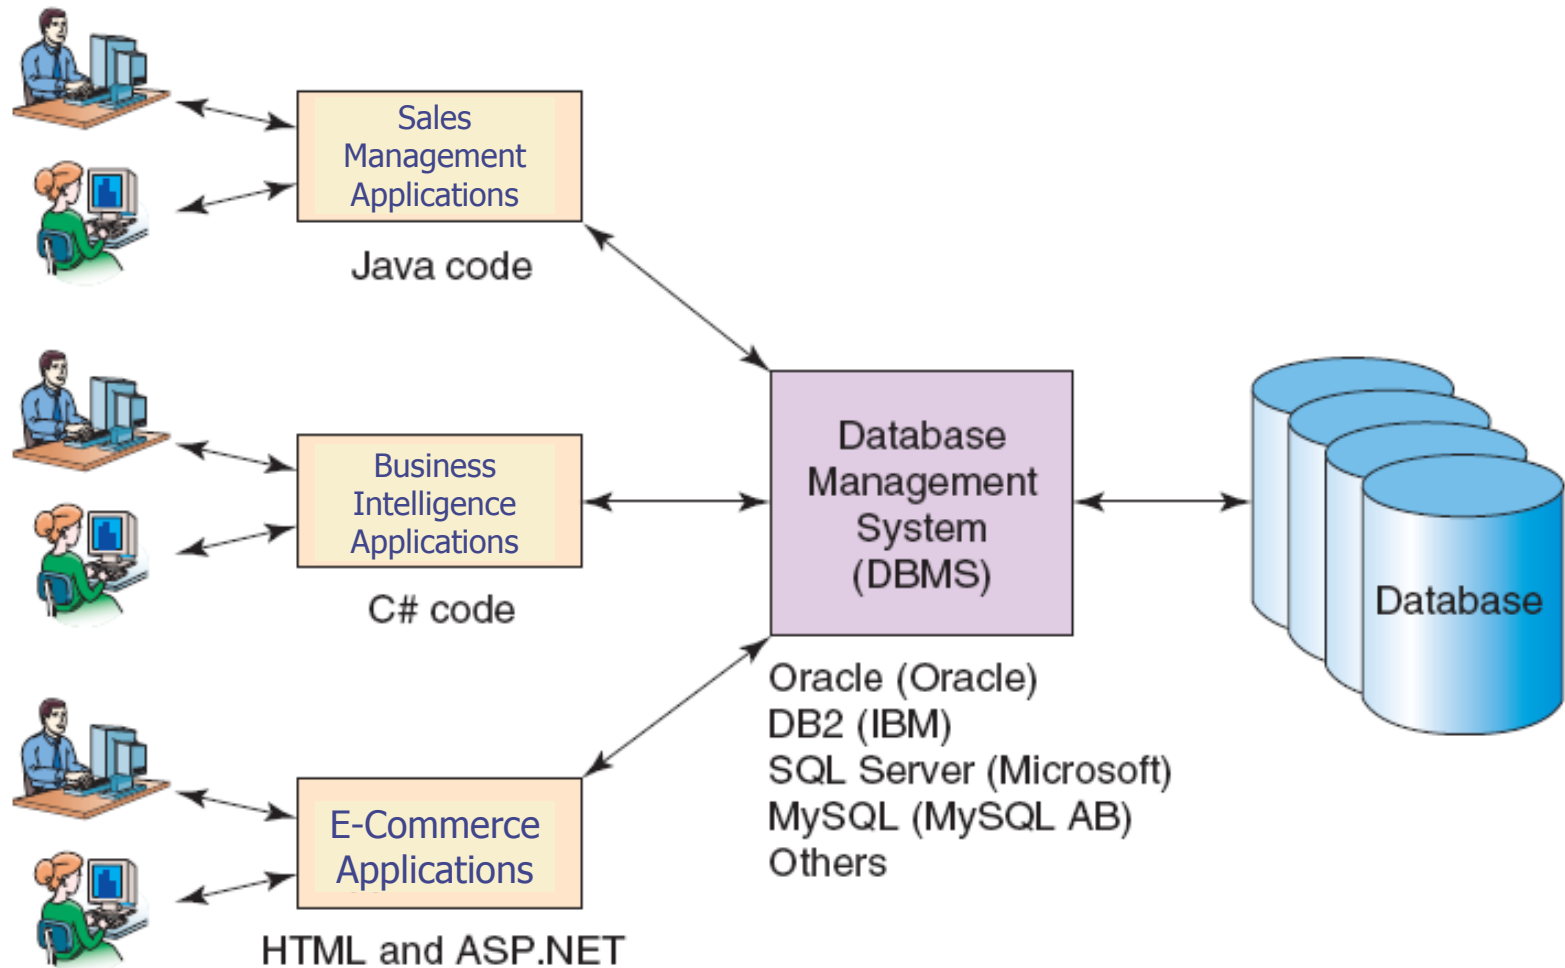 Sales
Management
Applications
Java code
Business
Intelligence
Applications
C# code
E-Commerce
Applications
HTML and ASP.NET
Database
Management
System
(DBMS)
Oracle (Oracle)
DB2 (IBM)
SQL Server (Microsoft)
MySQL (MySQL AB)
Others
Database